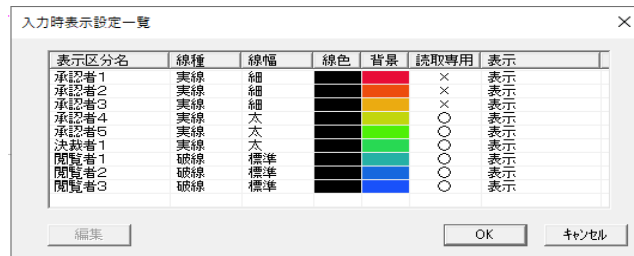 入力時表示設定一覧
表示区分名 線種 線幅 線色 背景 読取専用 表示
承認者1 実線 細 × 表示
承認者2 実線 細 × 表示
承認者3 実線 細 × 表示
承認者4 実線 太 ○ 表示
承認者5 実線 太 ○ 表示
決裁者1 実線 太 ○ 表示
閲覧者1 破線 標準 ○ 表示
閲覧者2 破線 標準 ○ 表示
閲覧者3 破線 標準 ○ 表示
編集 OK キャンセル